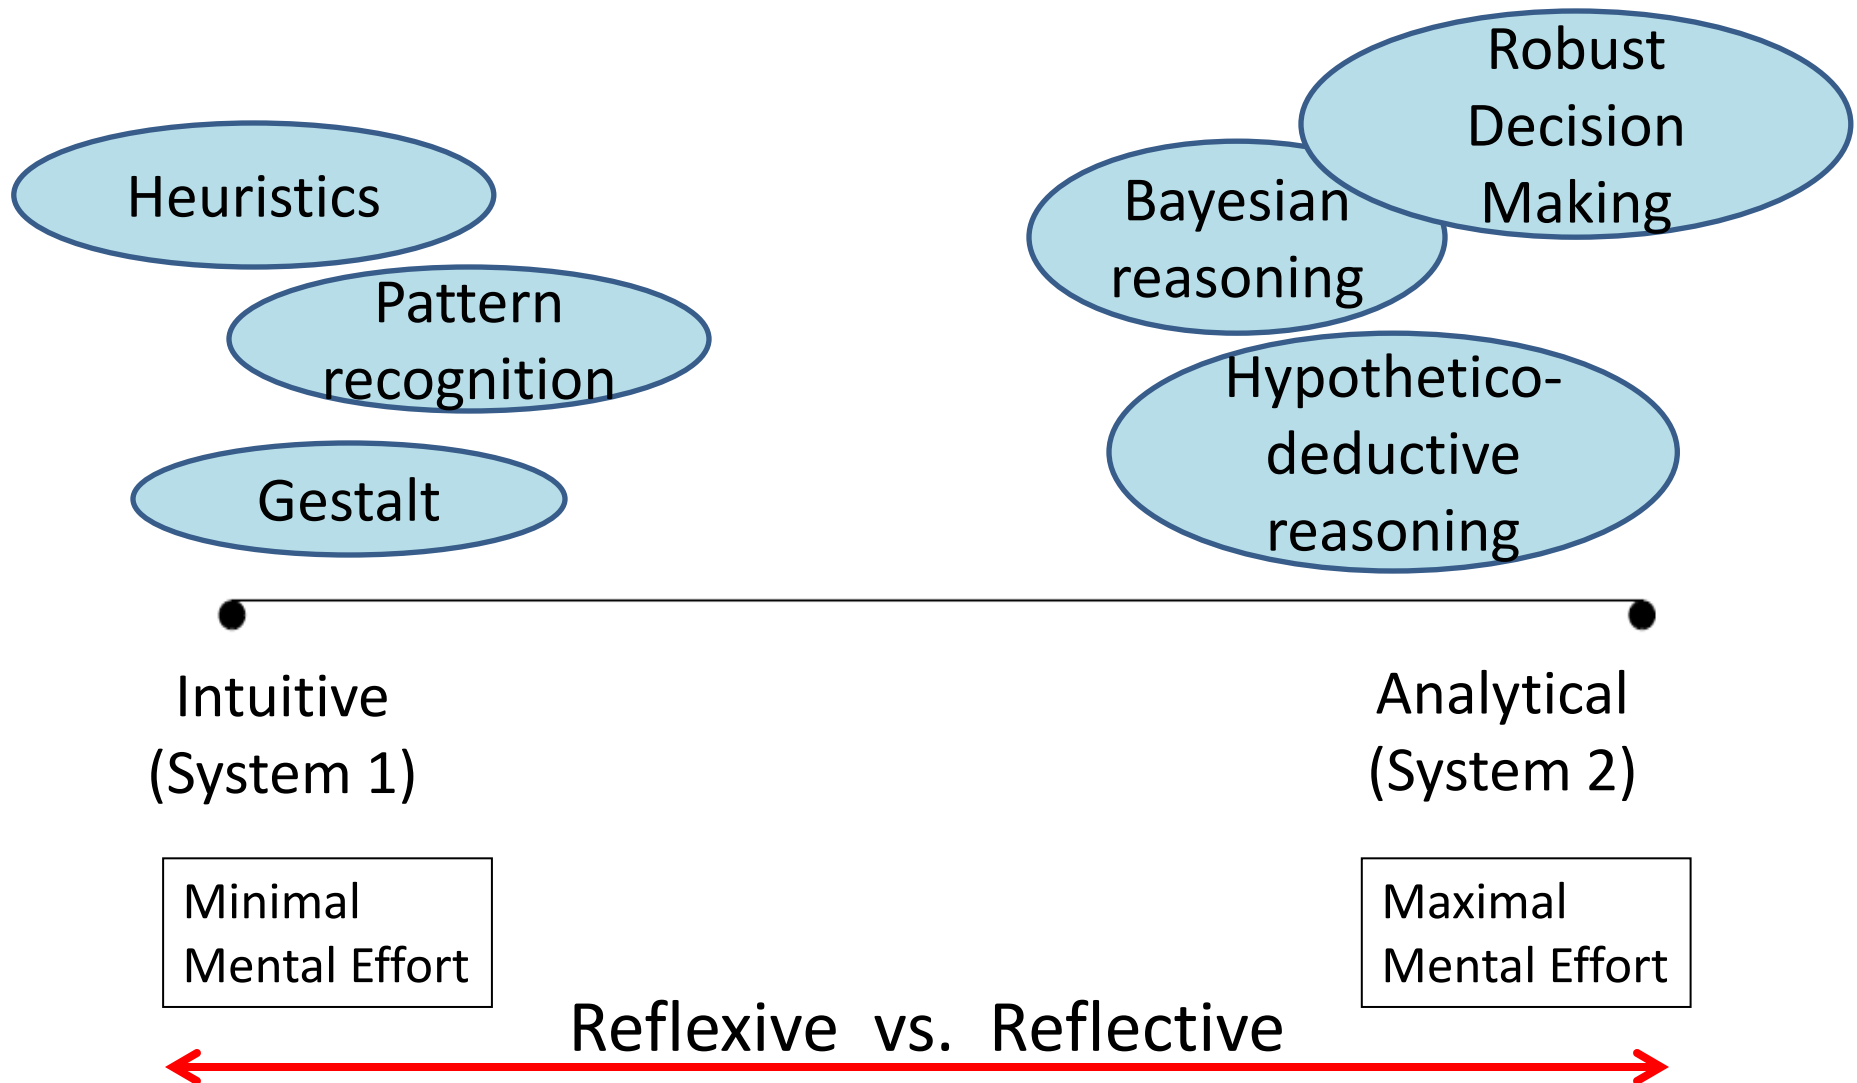 Heuristics
Pattern
recognition
Gestalt
Robust
Decision
Making
Bayesian
reasoning
Hypothetico-
deductive
reasoning
Intuitive
(System 1)
Analytical
(System 2)
Minimal
Mental Effort
Maximal
Mental Effort
Reflexive vs. Reflective